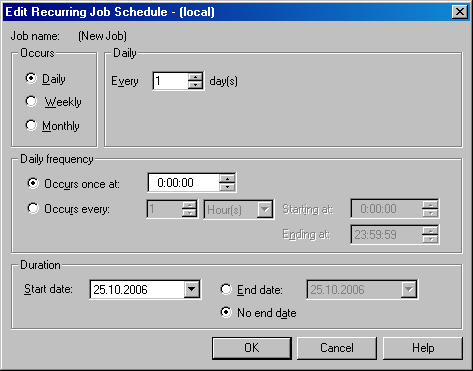 Edit Recurring Job Schedule - (local)
Job name: (New Job)
Occurs
Daily
Weekly
Monthly
Daily
Every 1 day(s)
Daily frequency
Occurs once at: 0:00:00
Occurs every: 1 Hour(s) Starting at: 0:00:00
Ending at: 23:59:59
Duration
Start date: 25.10.2006 End date: 25.10.2006
No end date
OK Cancel Help